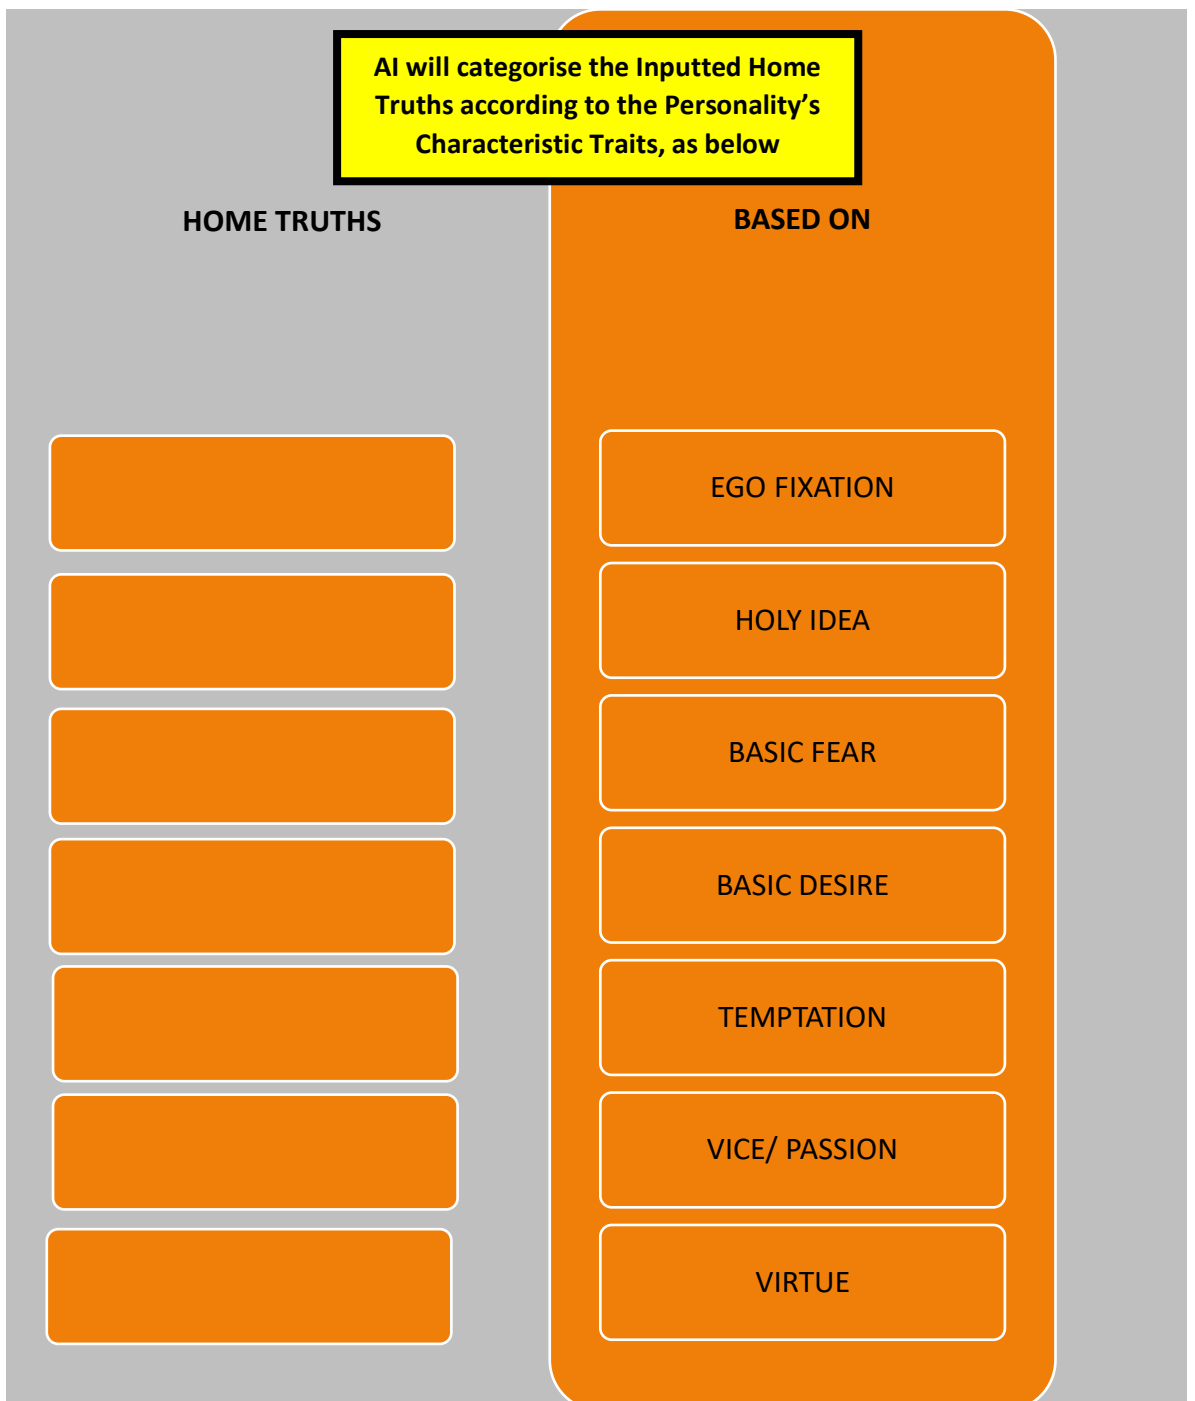 AI will categorise the Inputted Home
Truths according to the Personality’s
Characteristic Traits, as below
HOME TRUTHS
BASED ON
EGO FIXATION
HOLY IDEA
BASIC FEAR
BASIC DESIRE
TEMPTATION
VICE/ PASSION
VIRTUE